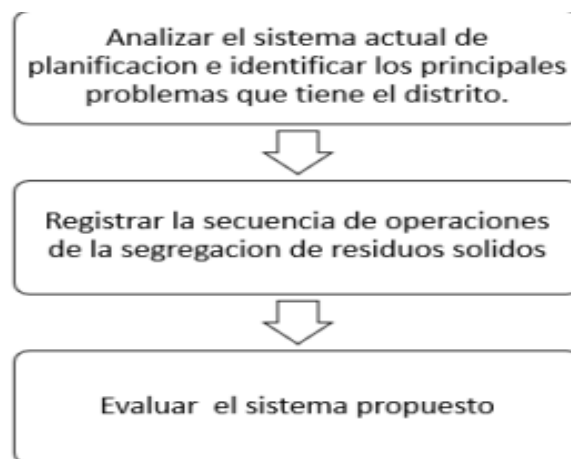 Analizar el sistema actual de
planificacion e identificar los principales
problemas que tiene el distrito.
Registrar la secuencia de operaciones
de la segregacion de residuos solidos
Evaluar el sistema propuesto